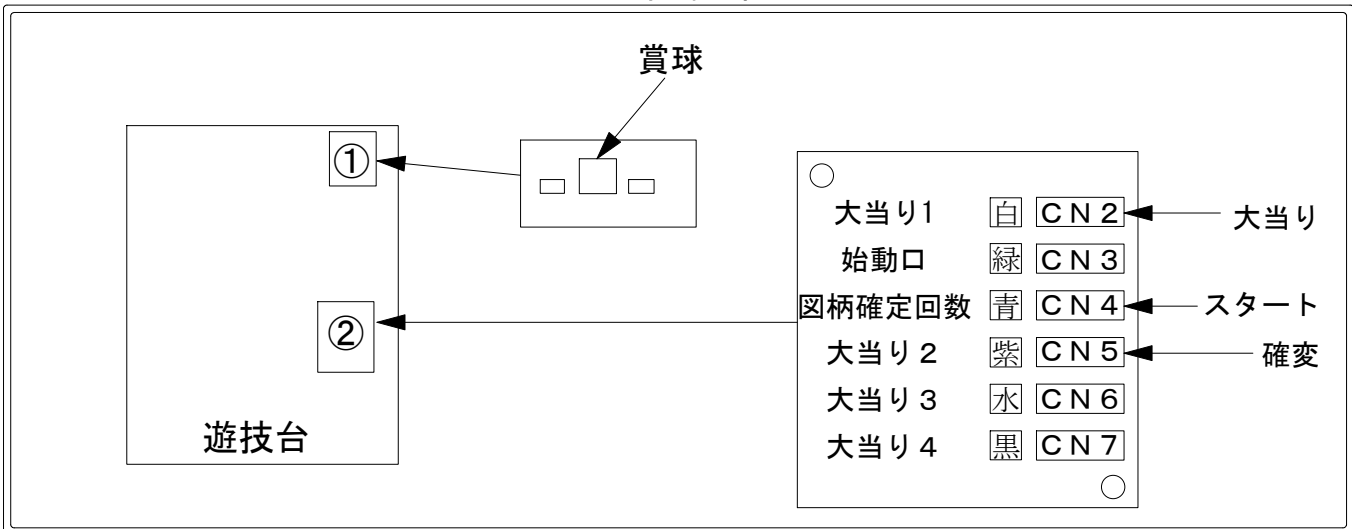 賞球
①
②
遊技台
大当り1 白 CN2 大当り
始動口 緑 CN3
図柄確定回数 青 CN4 スタート
大当り2 紫 CN5 確変
大当り3 水 CN6
大当り4 黒 CN7